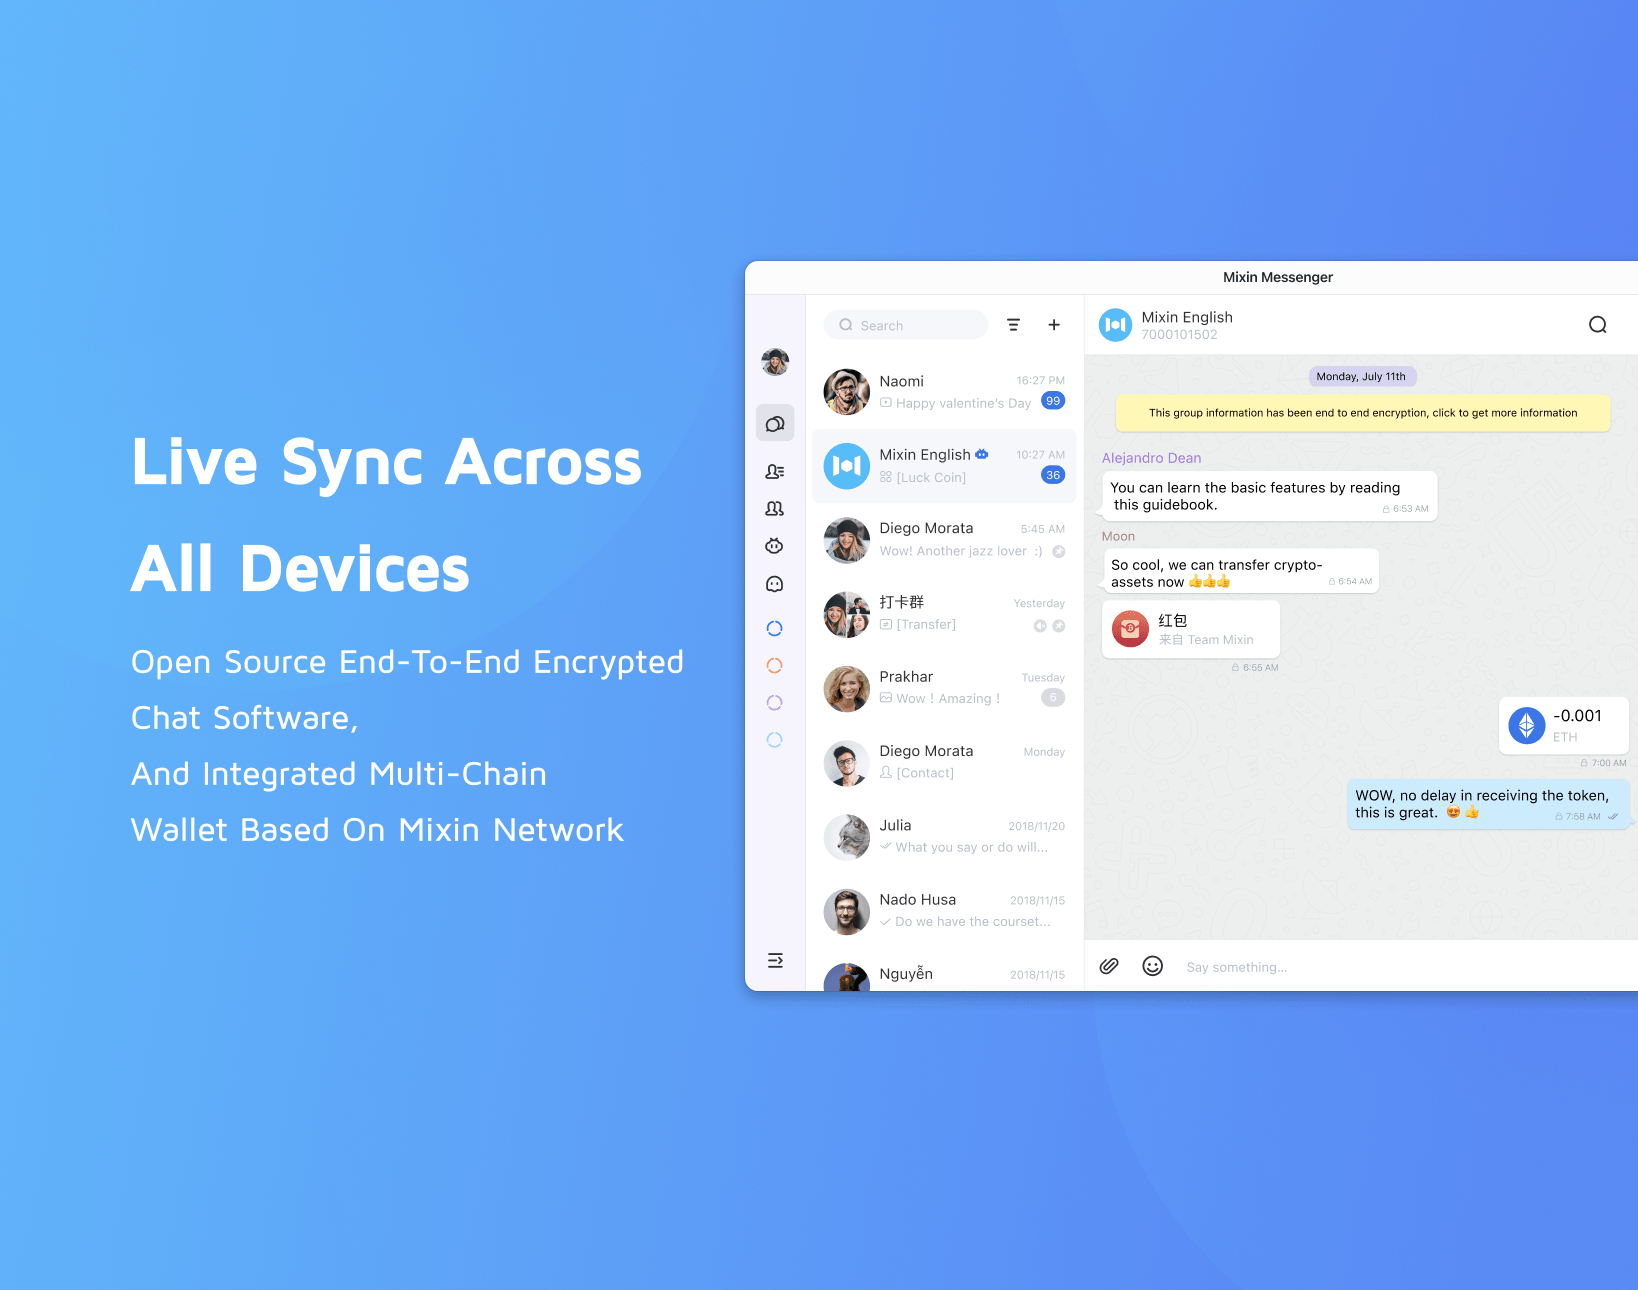 Live Sync Across
All Devices
Open Source End-To-End Encrypted
Chat Software,
And Integrated Multi-Chain
Wallet Based On Mixin Network
Mixin Messenger
Search
Naomi
16:27 PM
Happy valentine's Day
99
Mixin English
10:27 AM
[Luck Coin]
36
Diego Morata
5:45 AM
Wow! Another jazz lover :)
打卡群
Yesterday
[Transfer]
Prakhar
Tuesday
Wow ! Amazing !
6
Diego Morata
Monday
[Contact]
Julia
2018/11/20
What you say or do will...
Nado Husa
2018/11/15
Do we have the courset...
Nguyễn
2018/11/15
Mixin English
7000101502
Monday, July 11th
This group information has been end to end encryption, click to get more information
Alejandro Dean
You can learn the basic features by reading
this guidebook.
6:53 AM
Moon
So cool, we can transfer crypto-
assets now 👍👍👍
6:54 AM
红包
来自 Team Mixin
6:55 AM
-0.001
ETH
7:00 AM
WOW, no delay in receiving the token,
this is great. 😍👍
7:58 AM
Say something...